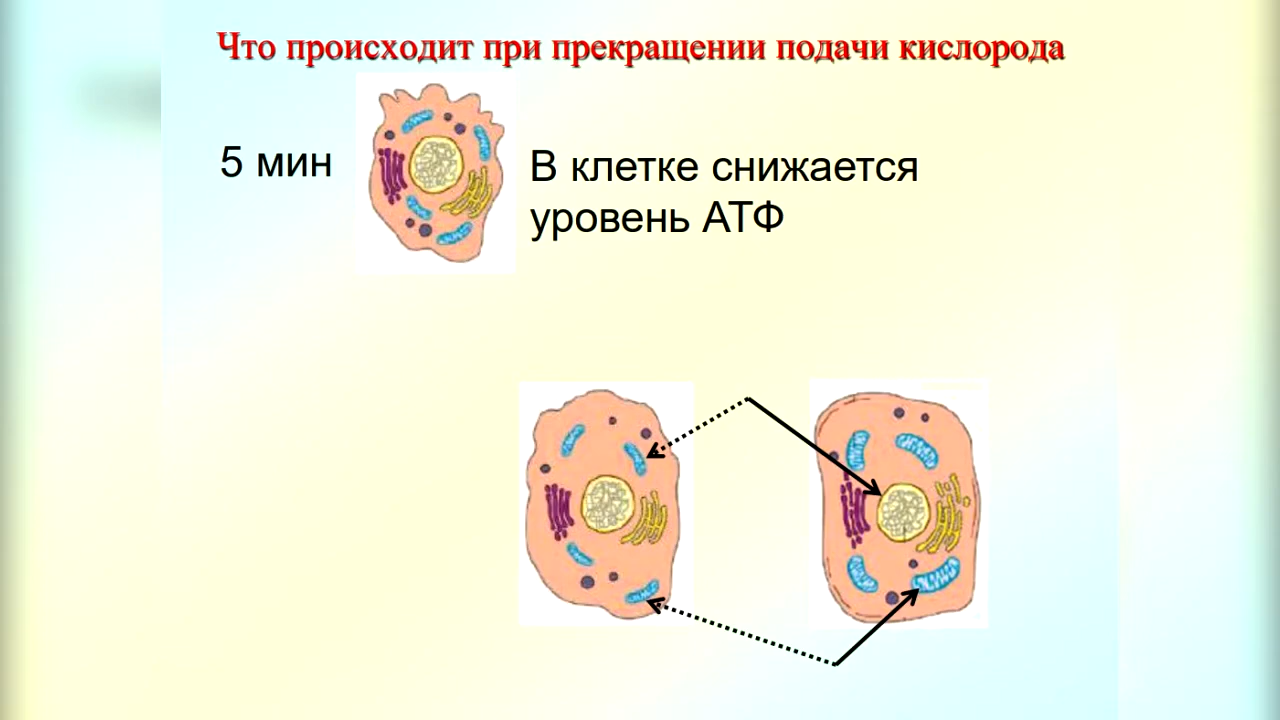 Что происходит при прекращении подачи кислорода
5 мин
В клетке снижается
уровень АТФ